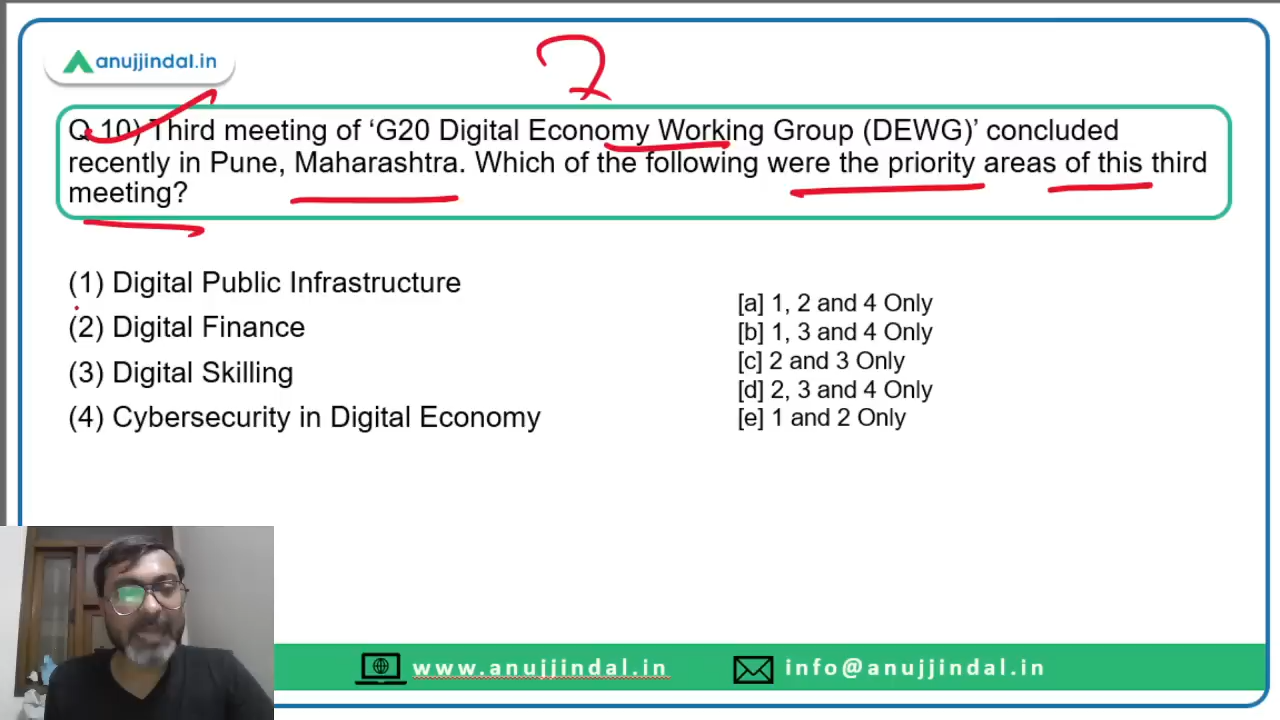 anujjindal.in
Q.10) Third meeting of ‘G20 Digital Economy Working Group (DEWG)’ concluded
recently in Pune, Maharashtra. Which of the following were the priority areas of this third
meeting?
(1) Digital Public Infrastructure
(2) Digital Finance
(3) Digital Skilling
(4) Cybersecurity in Digital Economy
[a] 1, 2 and 4 Only
[b] 1, 3 and 4 Only
[c] 2 and 3 Only
[d] 2, 3 and 4 Only
[e] 1 and 2 Only
www.anujjindal.in
info@anujjindal.in